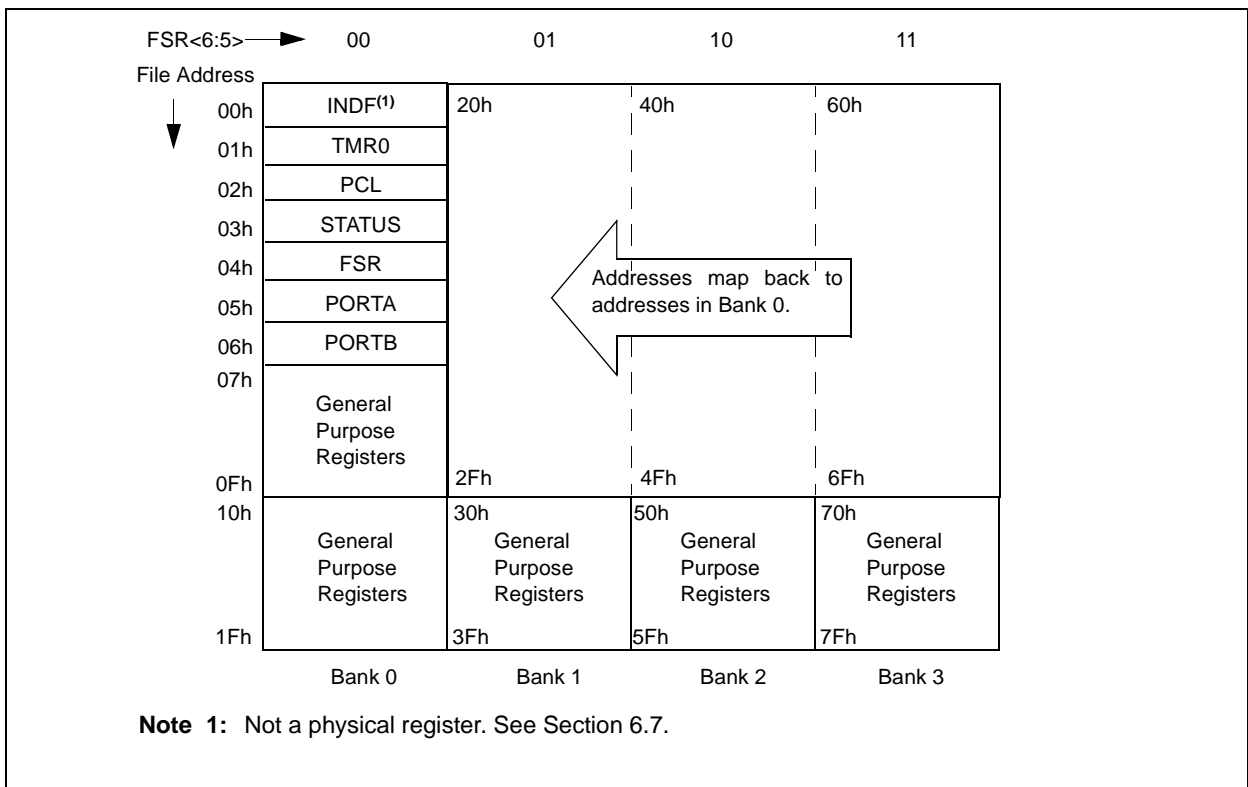 FSR<6:5> 00 01 10 11
File Address
00h INDF(1) 20h 40h 60h
01h TMR0
02h PCL
03h STATUS
04h FSR
Addresses map back to
addresses in Bank 0.
05h PORTA
06h PORTB
07h
General
Purpose
Registers
0Fh 2Fh 4Fh 6Fh
10h 30h 50h 70h
General General General General
Purpose Purpose Purpose Purpose
Registers Registers Registers Registers
1Fh 3Fh 5Fh 7Fh
Bank 0 Bank 1 Bank 2 Bank 3
Note 1: Not a physical register. See Section 6.7.